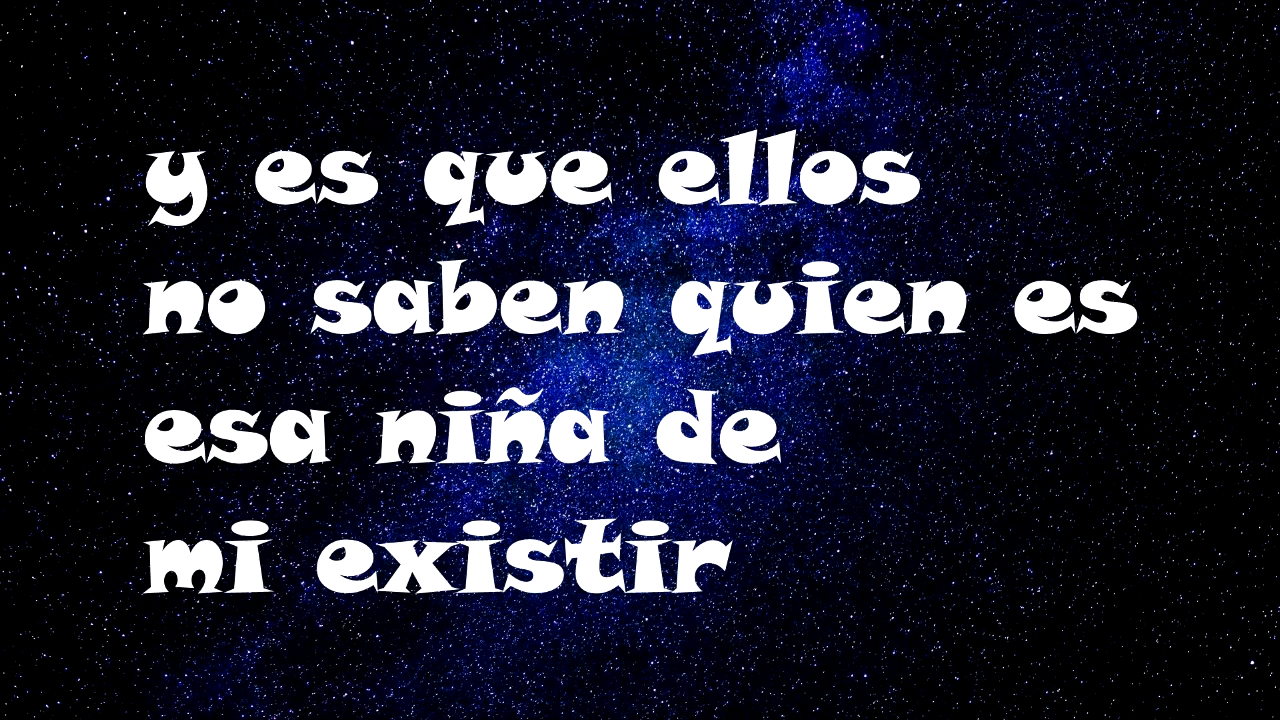 y es que ellos
no saben quien es
esa niña de
mi existir